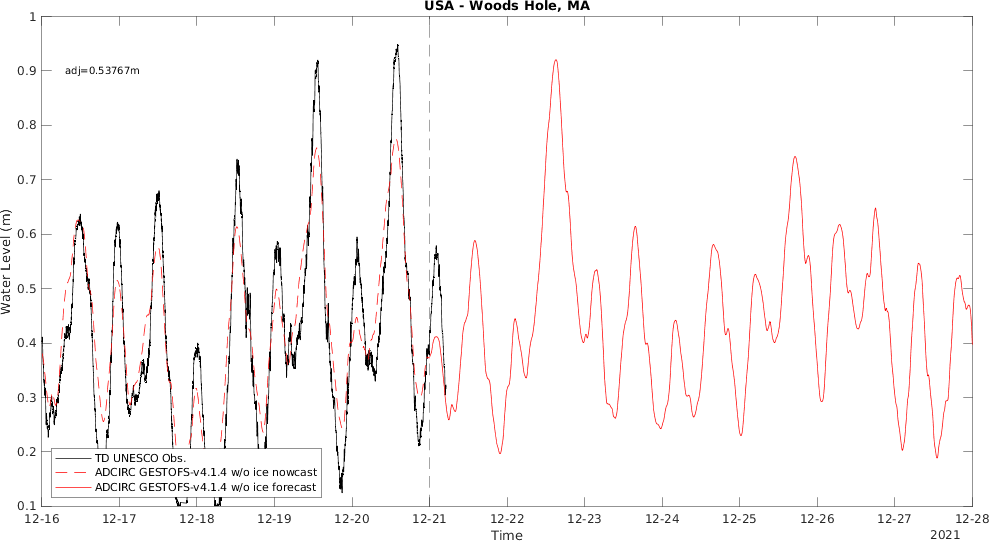 USA - Woods Hole, MA
adj=0.53767m
Water Level (m)
1
0.9
0.8
0.7
0.6
0.5
0.4
0.3
0.2
0.1
TD UNESCO Obs.
ADCIRC GESTOFS-v4.1.4 w/o ice nowcast
ADCIRC GESTOFS-v4.1.4 w/o ice forecast
12-16 12-17 12-18 12-19 12-20 12-21 12-22 12-23 12-24 12-25 12-26 12-27 12-28
Time
2021